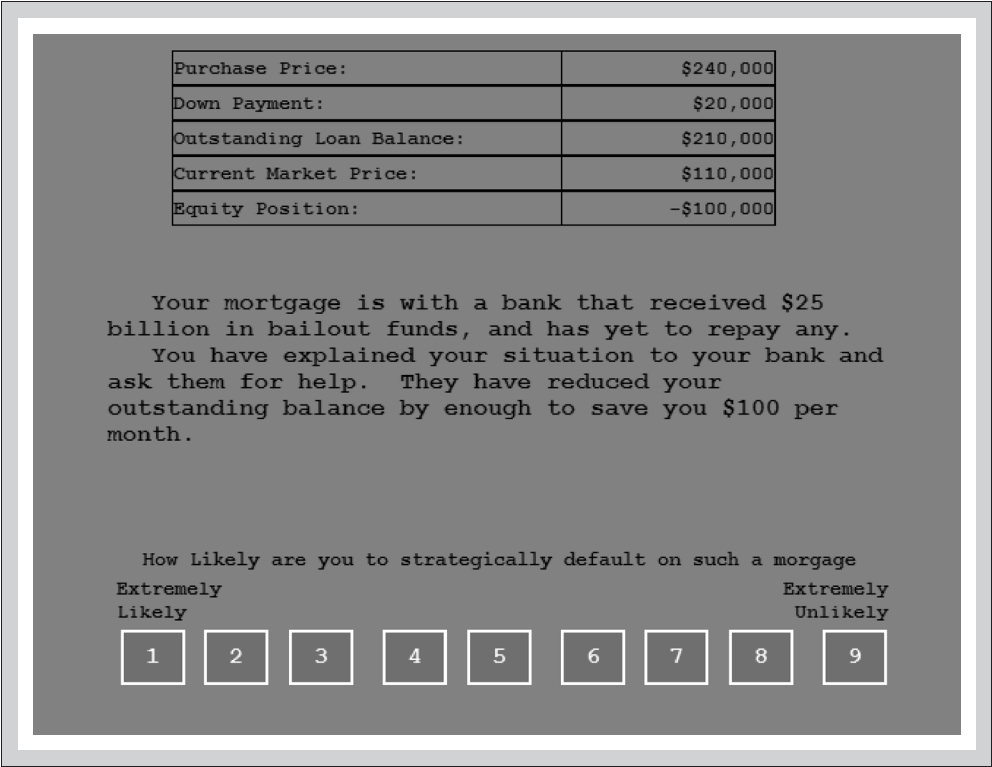 Purchase Price: $240,000
Down Payment: $20,000
Outstanding Loan Balance: $210,000
Current Market Price: $110,000
Equity Position: -$100,000
Your mortgage is with a bank that received $25
billion in bailout funds, and has yet to repay any.
You have explained your situation to your bank and
ask them for help. They have reduced your
outstanding balance by enough to save you $100 per
month.
How Likely are you to strategically default on such a morgage
Extremely Extremely
Likely Unlikely
1 2 3 4 5 6 7 8 9